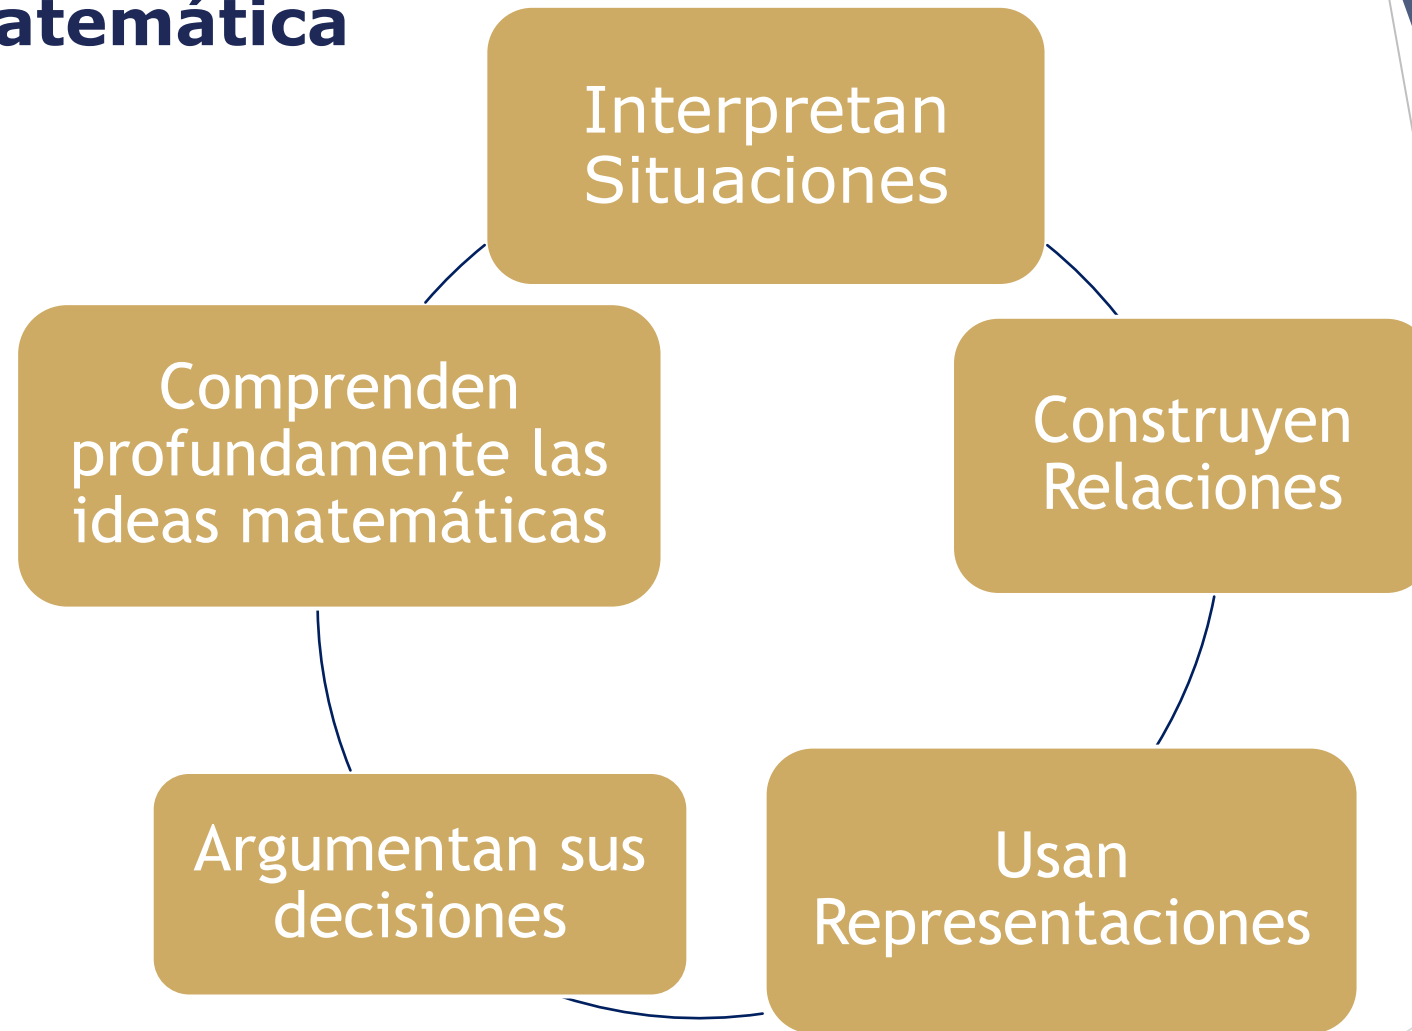 atemática
Interpretan
Situaciones
Construyen
Relaciones
Usan
Representaciones
Argumentan sus
decisiones
Comprenden
profundamente las
ideas matemáticas